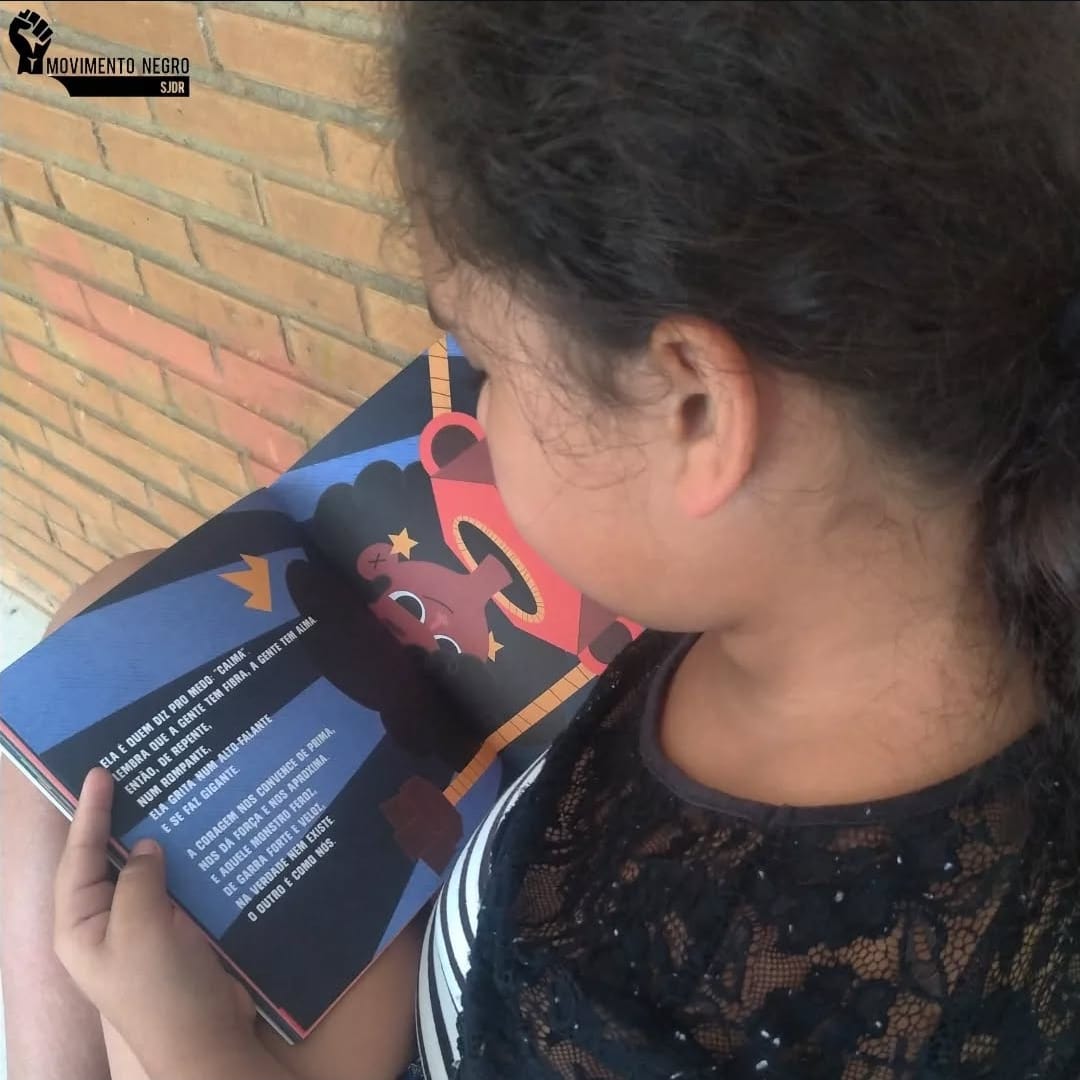 MOVIMENTO NEGRO
SJDR
ELA É QUEM DIZ PRO MEDO: "CALMA".
LEMBRA QUE A GENTE TEM FIBRA, A GENTE TEM ALMA.
ENTÃO, DE REPENTE,
NUM ROMPANTE,
ELA GRITA NUM ALTO-FALANTE
E SE FAZ GIGANTE.
A CORAGEM NOS CONVENCE DE PRIMA,
NOS DÁ FORÇA E NOS APROXIMA.
E AQUELE MONSTRO FEROZ,
DE GARRA FORTE E VELOZ,
NA VERDADE NEM EXISTE.
O OUTRO É COMO NÓS.